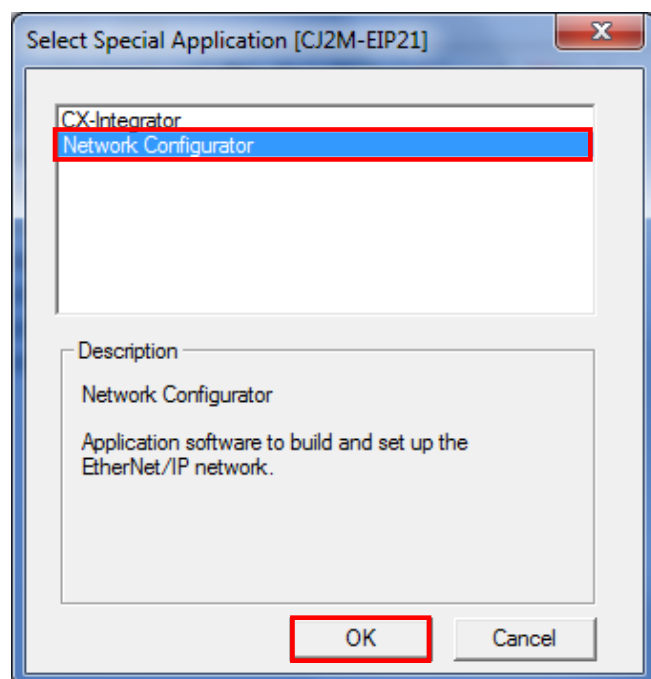 Select Special Application [CJ2M-EIP21]
CX-Integrator
Network Configurator
Description
Network Configurator
Application software to build and set up the
EtherNet/IP network.
OK
Cancel